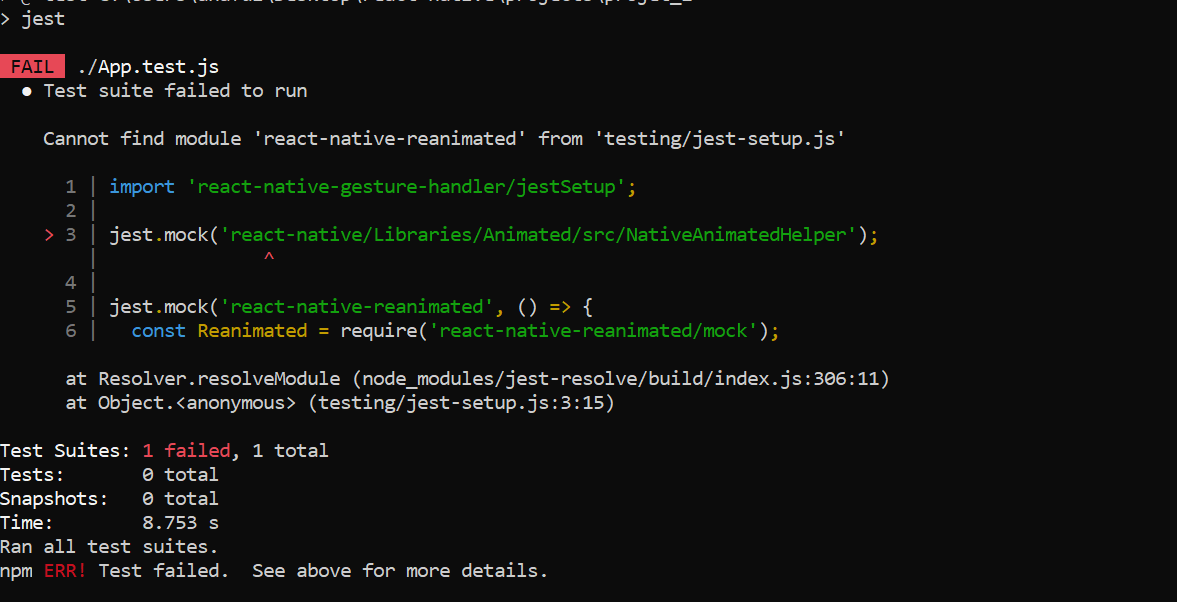 > jest
FAIL ./App.test.js
● Test suite failed to run
Cannot find module 'react-native-reanimated' from 'testing/jest-setup.js'
1 | import 'react-native-gesture-handler/jestSetup';
2 |
> 3 | jest.mock('react-native/Libraries/Animated/src/NativeAnimatedHelper');
| ^
4 |
5 | jest.mock('react-native-reanimated', () => {
6 | const Reanimated = require('react-native-reanimated/mock');
at Resolver.resolveModule (node_modules/jest-resolve/build/index.js:306:11)
at Object.<anonymous> (testing/jest-setup.js:3:15)
Test Suites: 1 failed, 1 total
Tests: 0 total
Snapshots: 0 total
Time: 8.753 s
Ran all test suites.
npm ERR! Test failed. See above for more details.